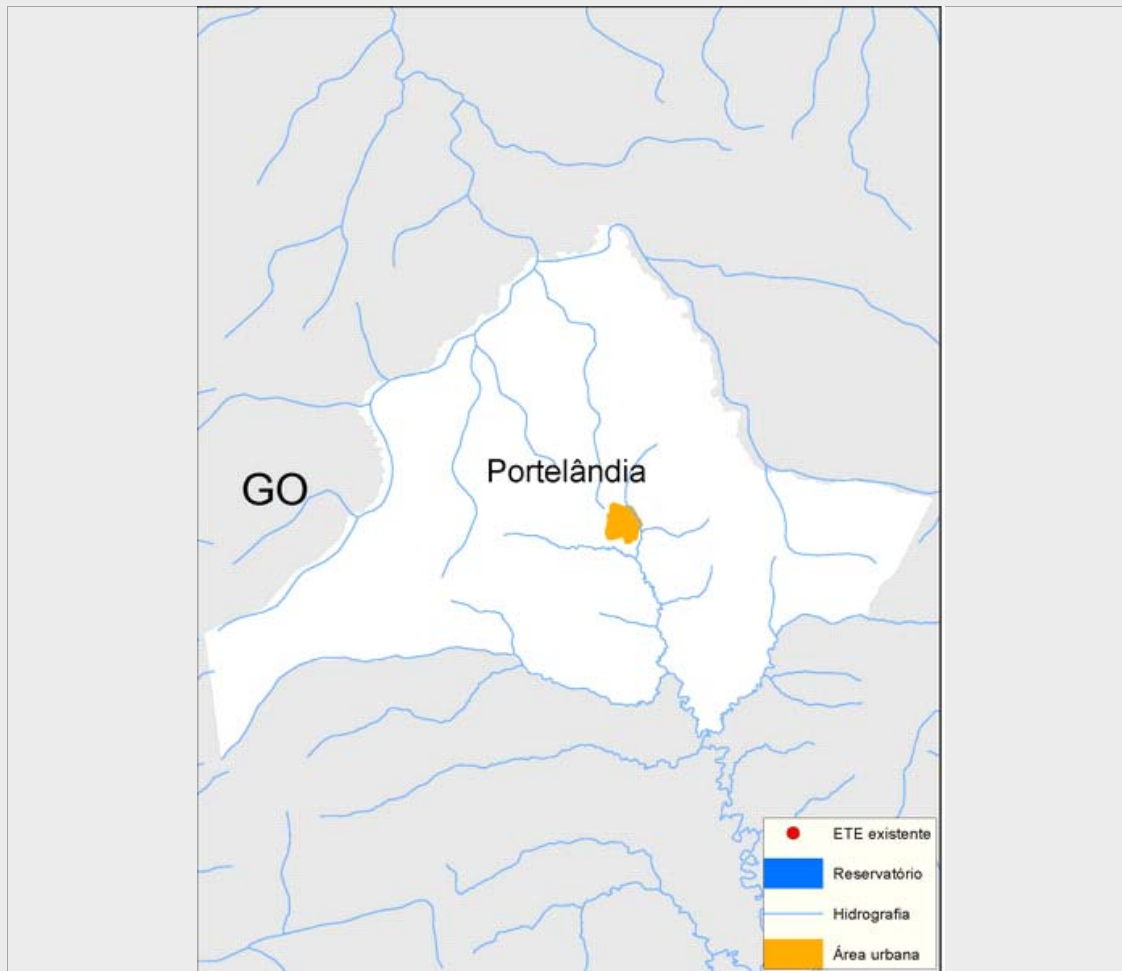 Portelândia
GO
ETE existente
Reservatório
Hidrografia
Área urbana